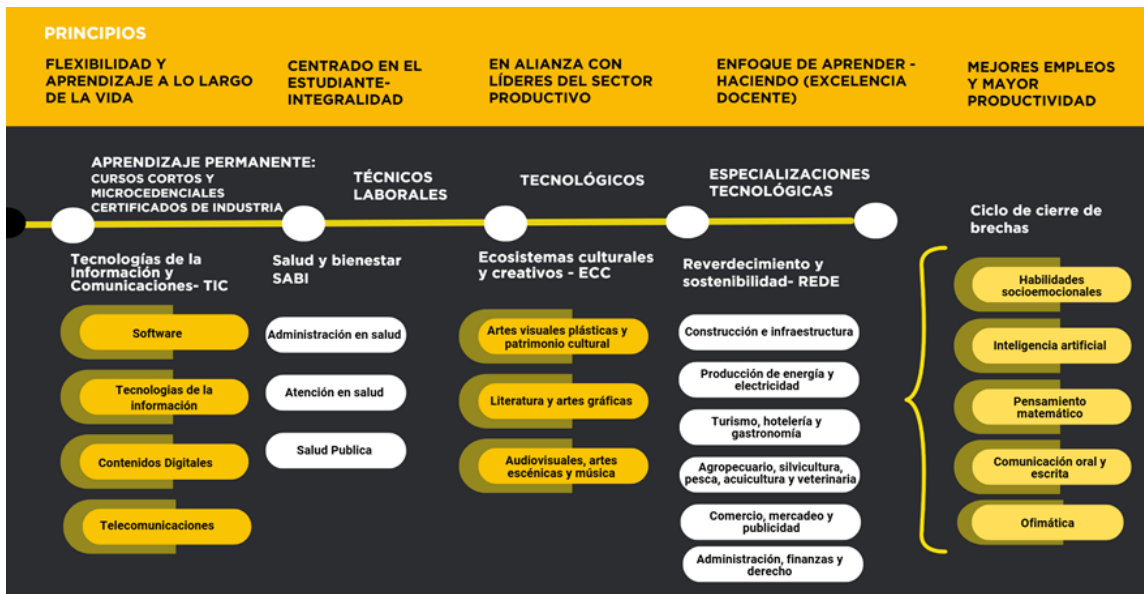 PRINCIPIOS
FLEXIBILIDAD Y
APRENDIZAJE A LO LARGO
DE LA VIDA
CENTRADO EN EL
ESTUDIANTE-
INTEGRALIDAD
EN ALIANZA CON
LÍDERES DEL SECTOR
PRODUCTIVO
ENFOQUE DE APRENDER -
HACIENDO (EXCELENCIA
DOCENTE)
MEJORES EMPLEOS
Y MAYOR
PRODUCTIVIDAD
APRENDIZAJE PERMANENTE:
CURSOS CORTOS Y
MICROCEDENCIALES
CERTIFICADOS DE INDUSTRIA
TÉCNICOS
LABORALES
TECNOLÓGICOS
ESPECIALIZACIONES
TECNOLÓGICAS
Tecnologías de la
Información y
Comunicaciones- TIC
Software
Tecnologias de la
información
Contenidos Digitales
Telecomunicaciones
Salud y bienestar
SABI
Administración en salud
Atención en salud
Salud Publica
Ecosistemas culturales
y creativos - ECC
Artes visuales plásticas y
patrimonio cultural
Literatura y artes gráficas
Audiovisuales, artes
escénicas y música
Reverdecimiento y
sostenibilidad- REDE
Construcción e infraestructura
Producción de energía y
electricidad
Turismo, hotelería y
gastronomía
Agropecuario, silvicultura,
pesca, acuicultura y veterinaria
Comercio, mercadeo y
publicidad
Administración, finanzas y
derecho
Ciclo de cierre de
brechas
Habilidades
socioemocionales
Inteligencia artificial
Pensamiento
matemático
Comunicación oral y
escrita
Ofimática